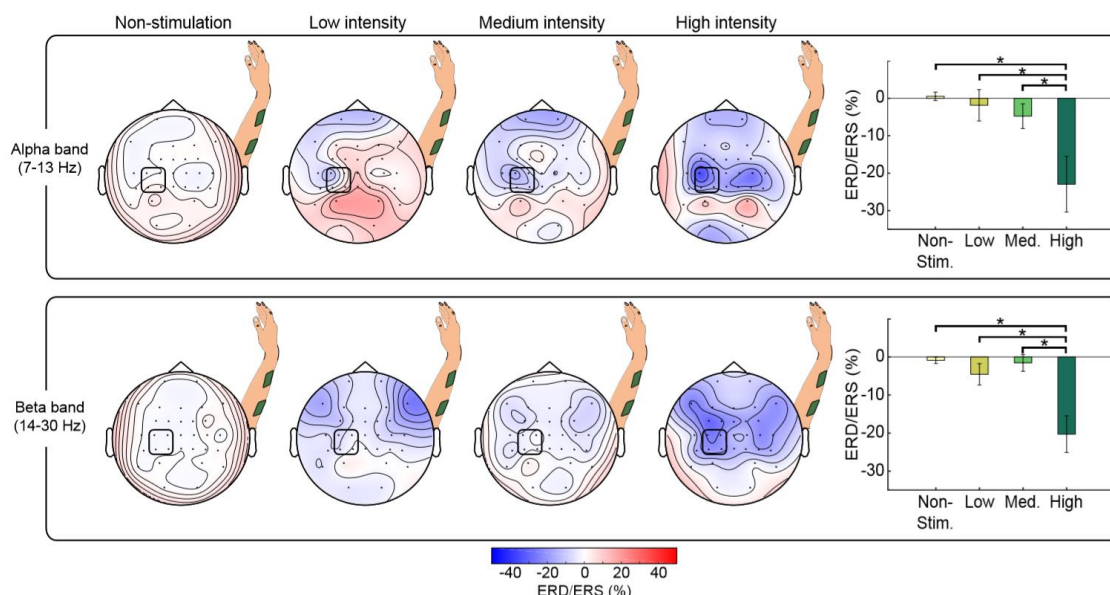 Non-stimulation
Low intensity
Medium intensity
High intensity
Alpha band
(7-13 Hz)
ERD/ERS (%)
0
-10
-20
-30
*
*
*
Non-
Stim.
Low
Med.
High
Beta band
(14-30 Hz)
ERD/ERS (%)
0
-10
-20
-30
*
*
*
Non-
Stim.
Low
Med.
High
-40
-20
0
20
40
ERD/ERS (%)